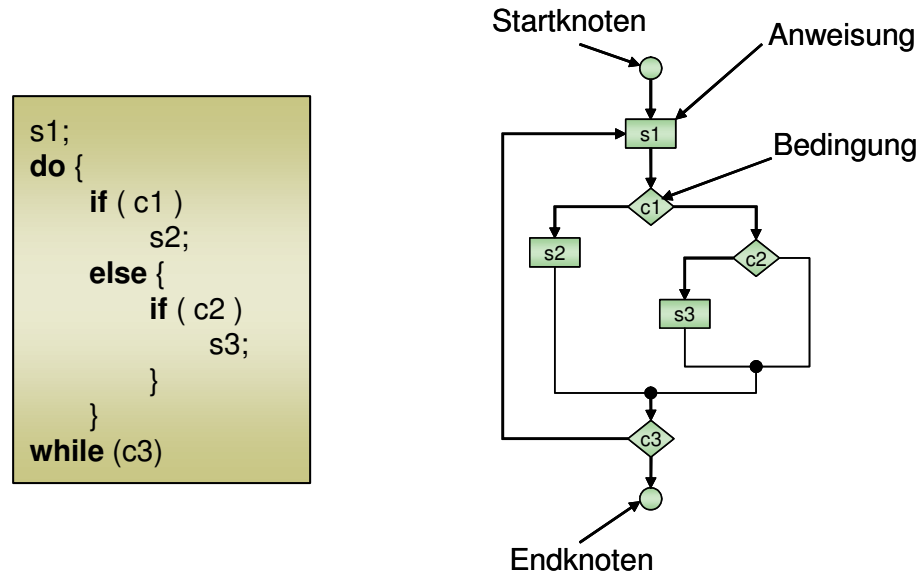 s1;
do {
if ( c1 )
s2;
else {
if ( c2 )
s3;
}
}
while (c3)
Startknoten
Anweisung
s1
Bedingung
c1
s2
c2
s3
c3
Endknoten